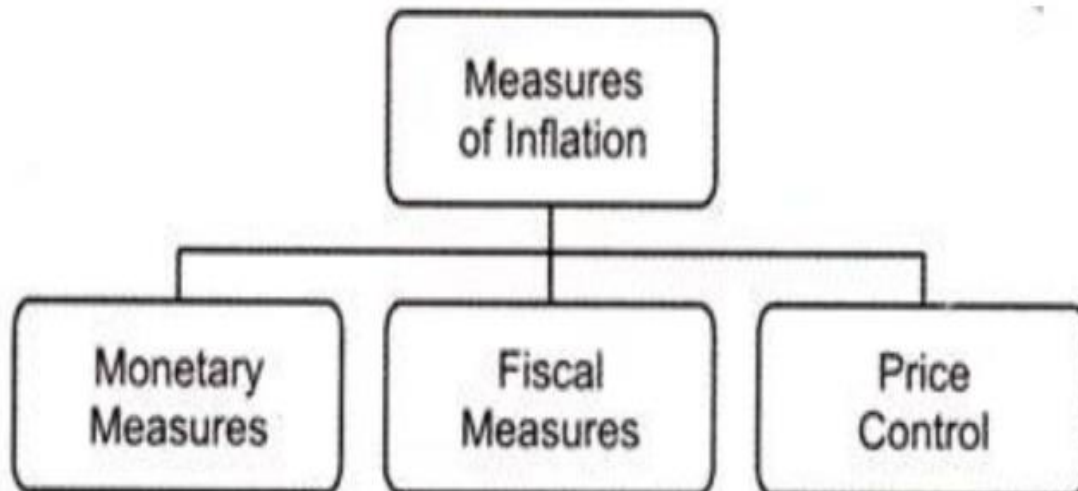 Measures
of Inflation
Monetary
Measures
Fiscal
Measures
Price
Control